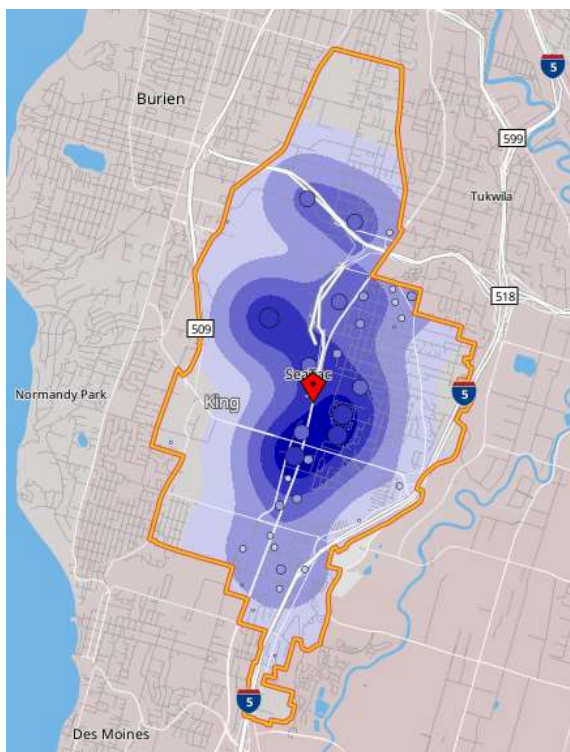 5
Burien
599
Tukwila
518
509
SeaTac
King
Normandy Park
5
5
Des Moines